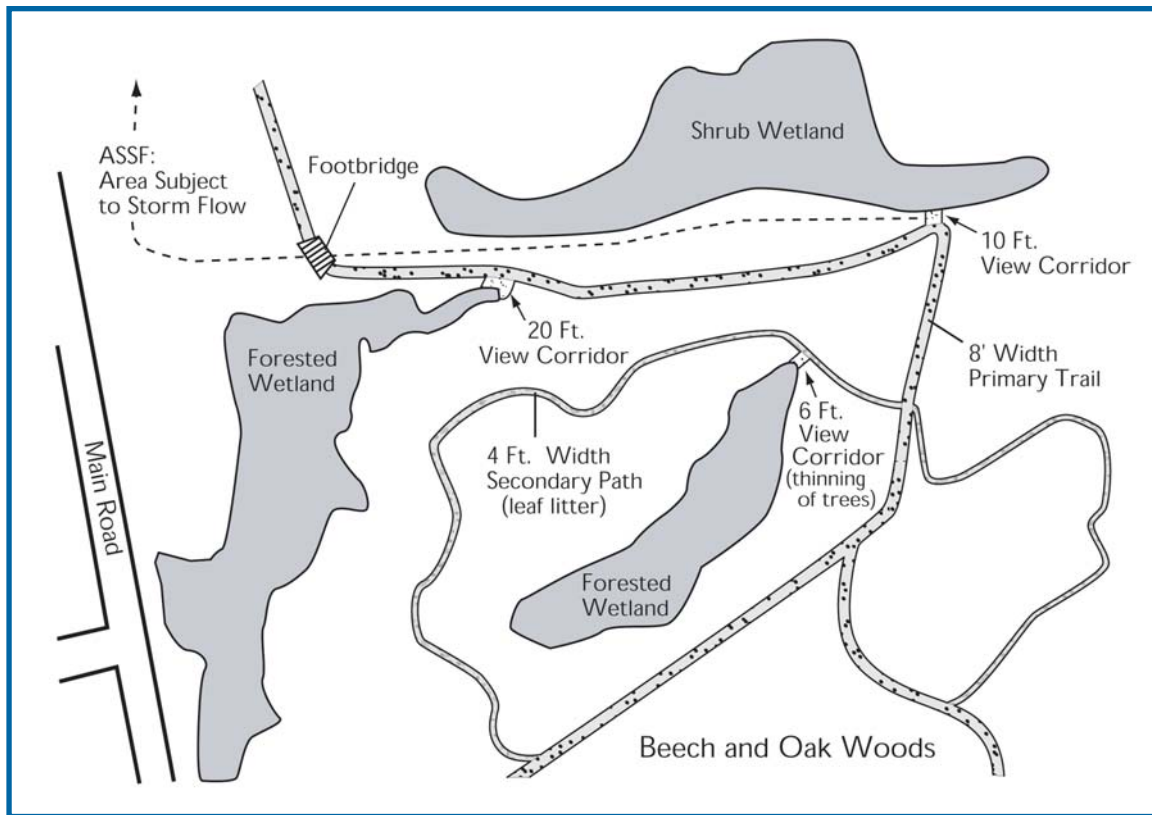 Shrub Wetland
ASSF:
Area Subject
to Storm Flow
Footbridge
10 Ft.
View Corridor
20 Ft.
View Corridor
Forested
Wetland
8' Width
Primary Trail
6 Ft.
View
Corridor
(thinning
of trees)
4 Ft. Width
Secondary Path
(leaf litter)
Main Road
Forested
Wetland
Beech and Oak Woods